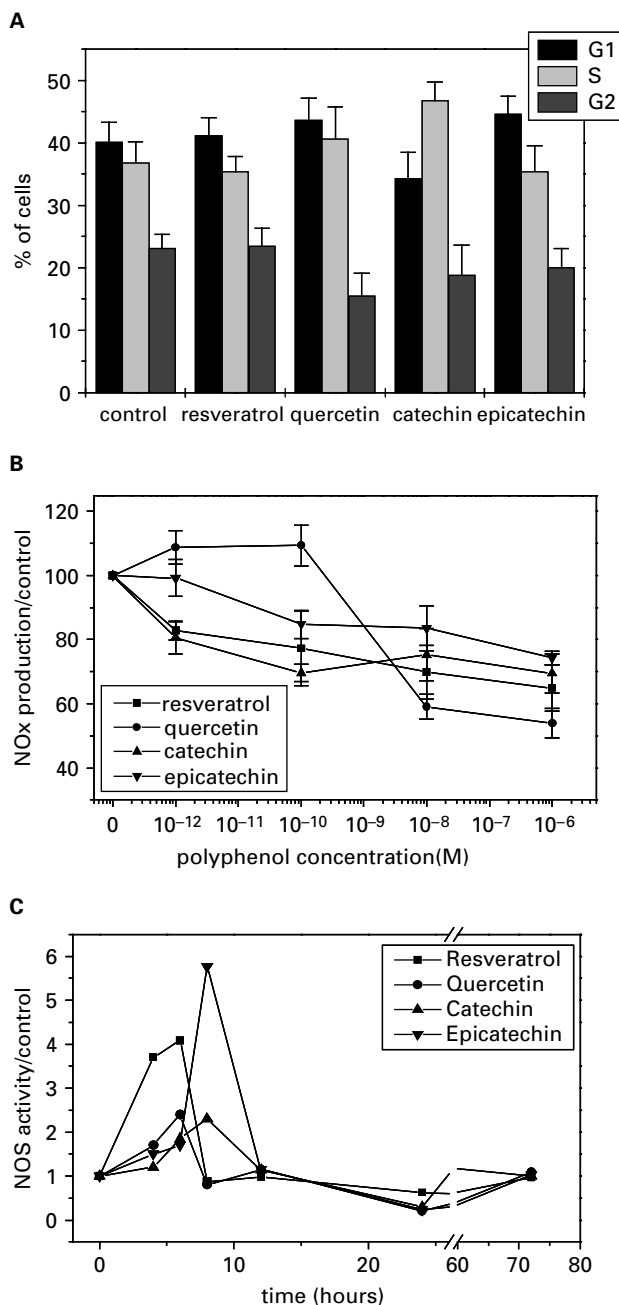 A
G1
S
G2
50
40
30
20
10
0
% of cells
control resveratrol quercetin catechin epicatechin
B
120
100
80
60
40
NOx production/control
resveratrol
quercetin
catechin
epicatechin
0 10⁻¹² 10⁻¹¹ 10⁻¹⁰ 10⁻⁹ 10⁻⁸ 10⁻⁷ 10⁻⁶
polyphenol concentration(M)
C
6
5
4
3
2
1
0
NOS activity/control
Resveratrol
Quercetin
Catechin
Epicatechin
0 10 20 60 70 80
time (hours)